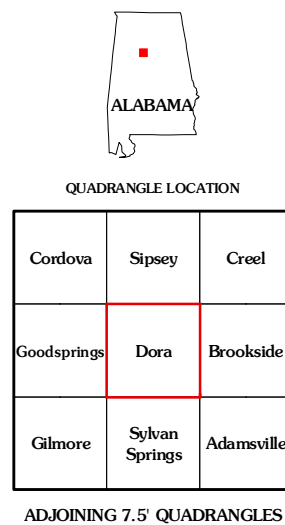 ALABAMA
QUADRANGLE LOCATION
Cordova Sipsey Creel
Goodsprings Dora Brookside
Gilmore Sylvan Springs Adamsville
ADJOINING 7.5' QUADRANGLES